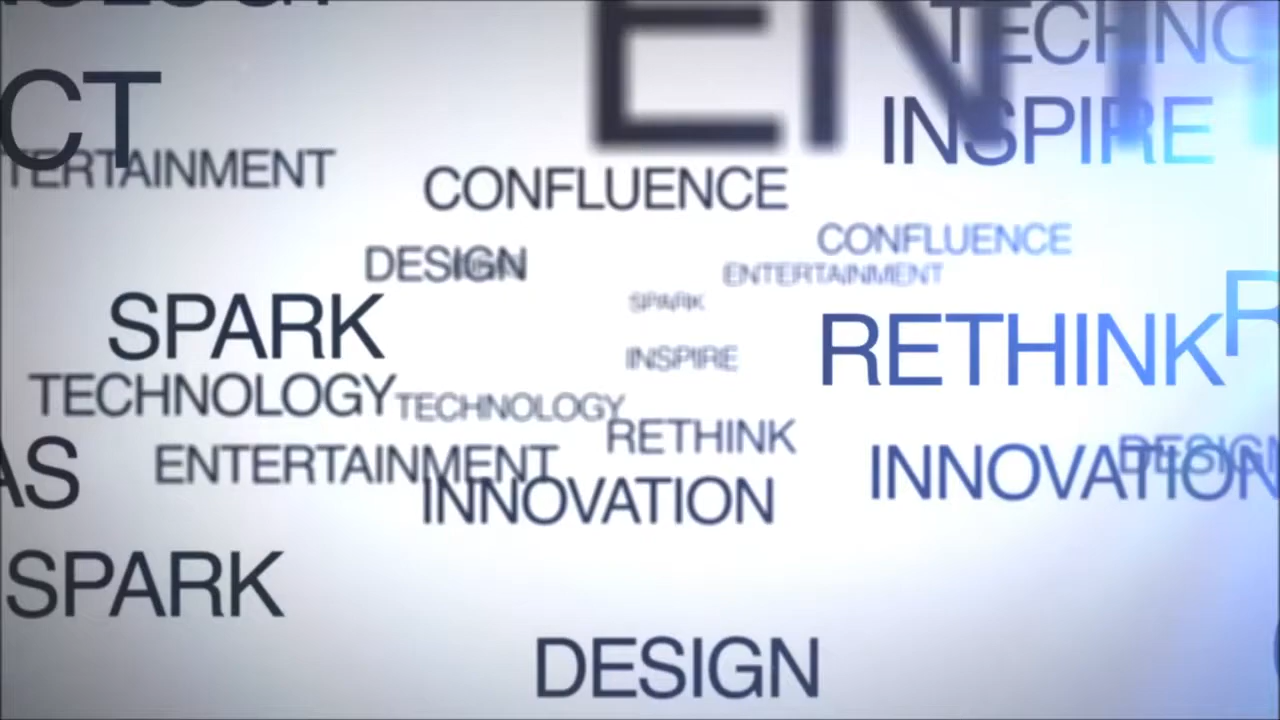 TECHNO
CT
INSPIRE
TERTAINMENT
CONFLUENCE
CONFLUENCE
DESIGN
ENTERTAINMENT
SPARK
SPARK
RETHINK
INSPIRE
TECHNOLOGY
TECHNOLOGY
RETHINK
ENTERTAINMENT
INNOVATION
DESIGN
AS
INNOVATION
SPARK
DESIGN